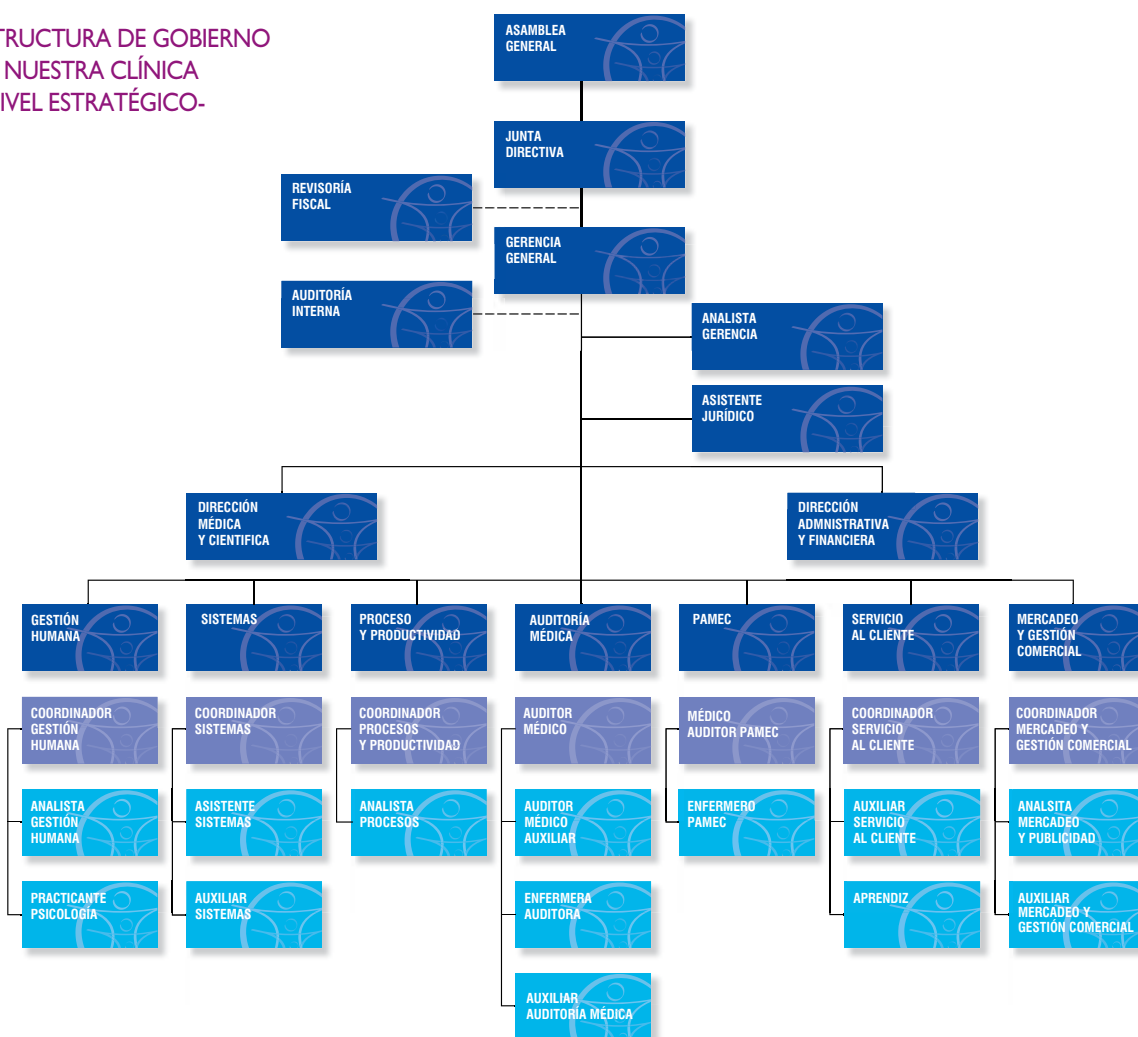 TRUCTURA DE GOBIERNO
NUESTRA CLÍNICA
IVEL ESTRATÉGICO-
ASAMBLEA
GENERAL
JUNTA
DIRECTIVA
REVISORÍA
FISCAL
GERENCIA
GENERAL
AUDITORÍA
INTERNA
ANALISTA
GERENCIA
ASISTENTE
JURÍDICO
DIRECCIÓN
MÉDICA
Y CIENTIFICA
DIRECCIÓN
ADMNISTRATIVA
Y FINANCIERA
GESTIÓN
HUMANA
SISTEMAS
PROCESO
Y PRODUCTIVIDAD
AUDITORÍA
MÉDICA
PAMEC
SERVICIO
AL CLIENTE
MERCADEO
Y GESTIÓN
COMERCIAL
COORDINADOR
GESTIÓN
HUMANA
COORDINADOR
SISTEMAS
COORDINADOR
PROCESOS
Y PRODUCTIVIDAD
AUDITOR
MÉDICO
MÉDICO
AUDITOR PAMEC
COORDINADOR
SERVICIO
AL CLIENTE
COORDINADOR
MERCADEO Y
GESTIÓN COMERCIAL
ANALISTA
GESTIÓN
HUMANA
ASISTENTE
SISTEMAS
ANALISTA
PROCESOS
AUDITOR
MÉDICO
AUXILIAR
ENFERMERO
PAMEC
AUXILIAR
SERVICIO
AL CLIENTE
ANALSITA
MERCADEO
Y PUBLICIDAD
PRACTICANTE
PSICOLOGÍA
AUXILIAR
SISTEMAS
ENFERMERA
AUDITORA
APRENDIZ
AUXILIAR
MERCADEO Y
GESTIÓN COMERCIAL
AUXILIAR
AUDITORÍA MÉDICA